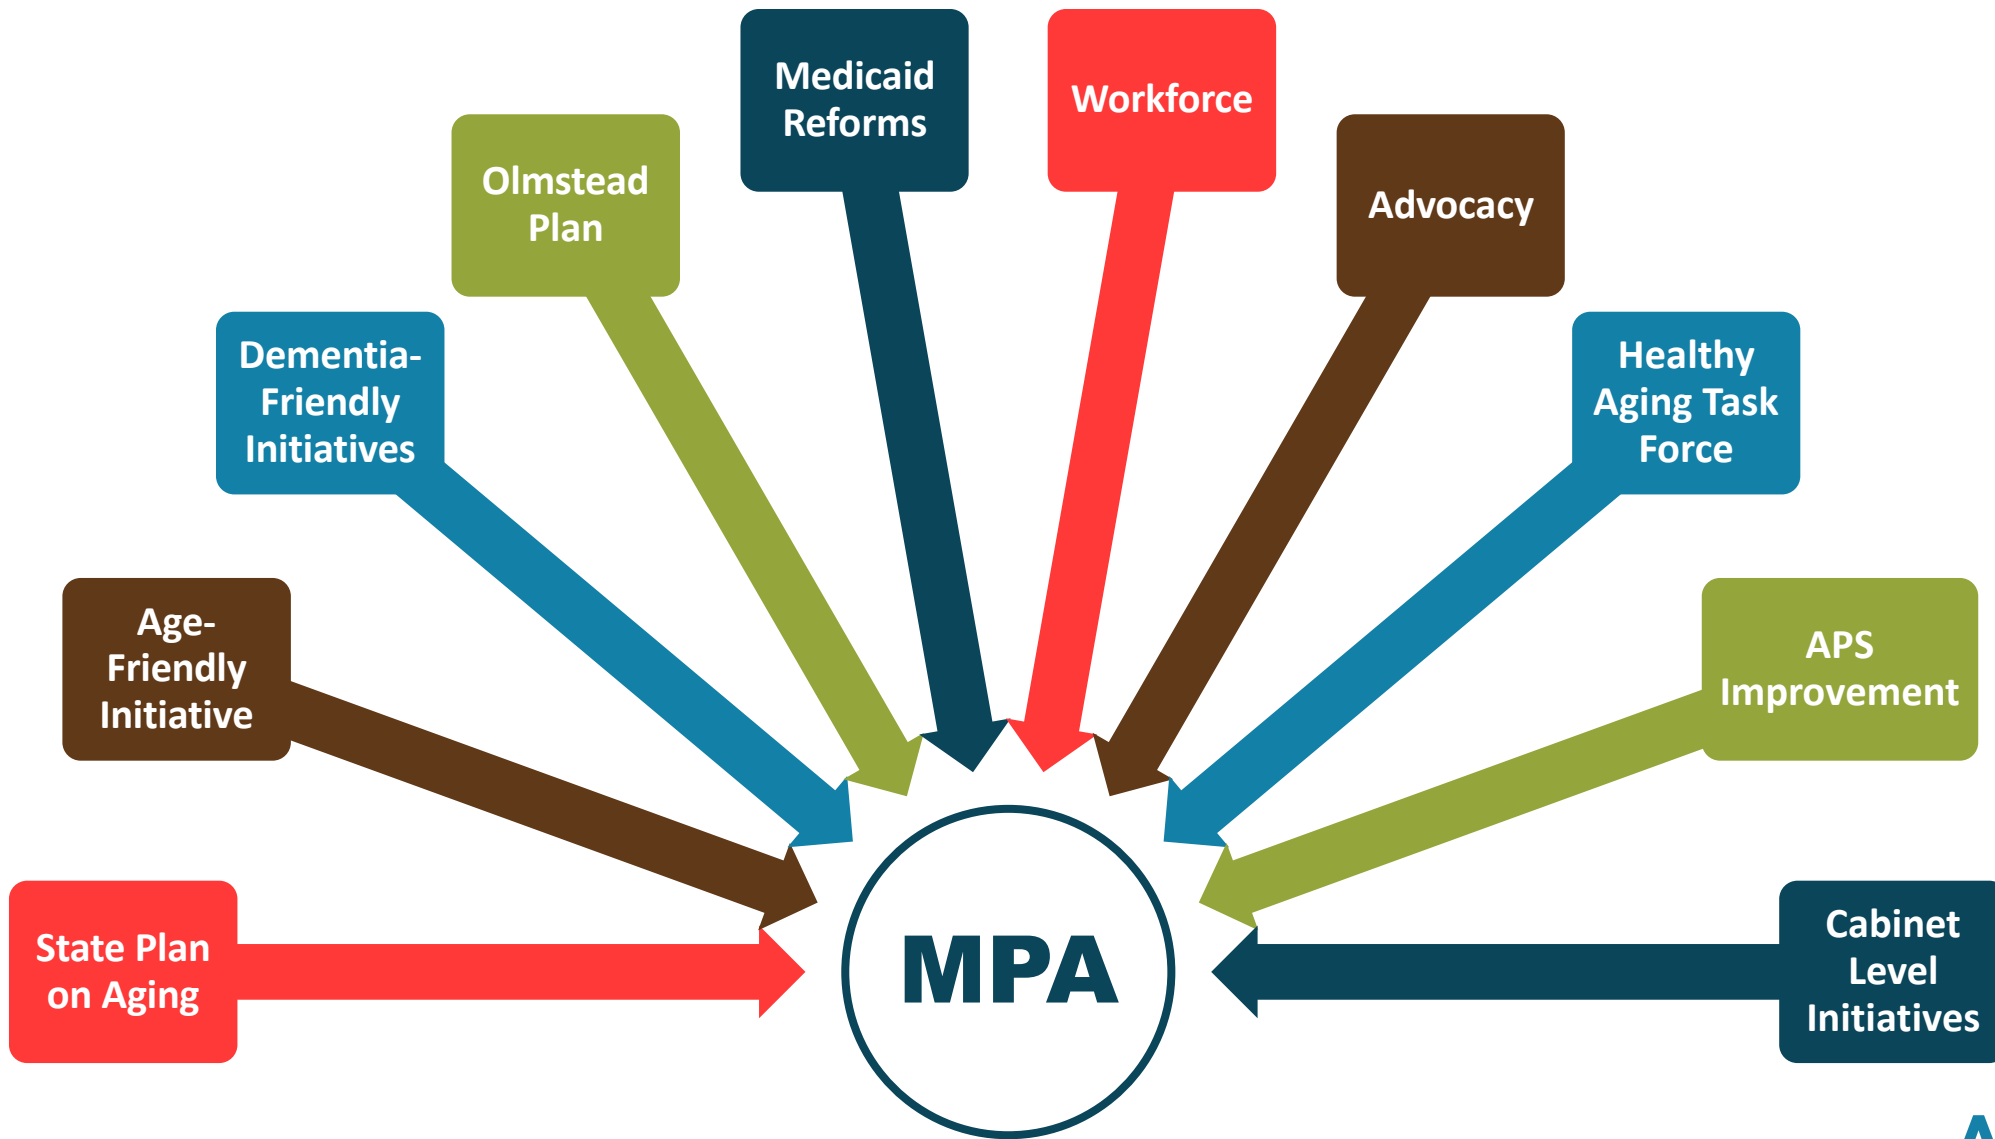 Medicaid
Reforms
Workforce
Olmstead
Plan
Advocacy
Dementia-
Friendly
Initiatives
Healthy
Aging Task
Force
Age-
Friendly
Initiative
APS
Improvement
State Plan
on Aging
MPA
Cabinet
Level
Initiatives